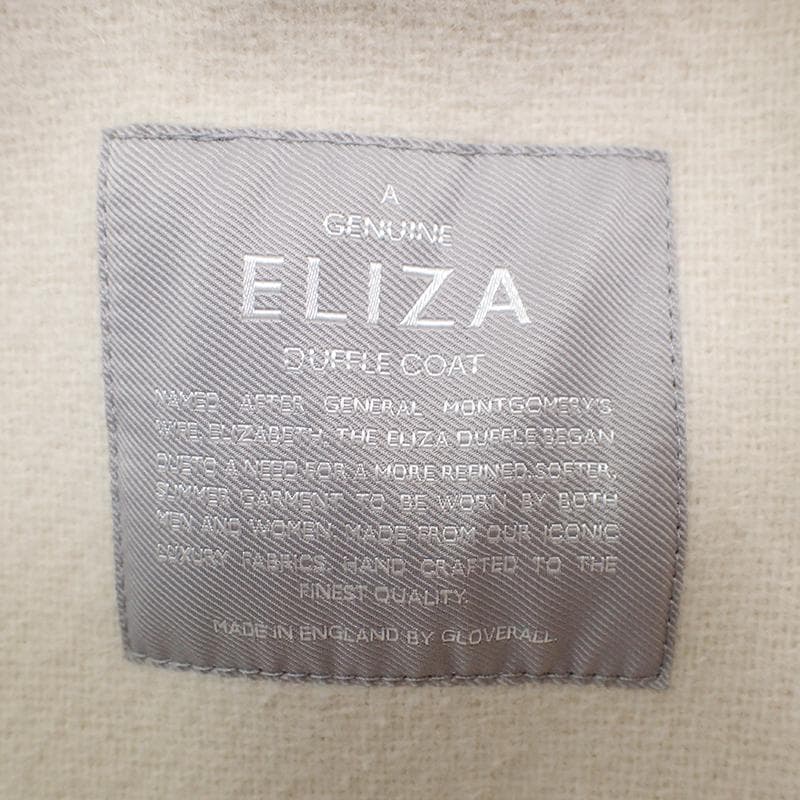 A
GENUINE
ELIZA
DUFFLE COAT
NAMED AFTER GENERAL MONTGOMERY'S
WIFE, ELIZABETH, THE ELIZA DUFFLE BEGAN
DUE TO A NEED FOR A MORE REFINED, SOFTER,
SUMMER GARMENT TO BE WORN BY BOTH
MEN AND WOMEN. MADE FROM OUR ICONIC
LUXURY FABRICS. HAND CRAFTED TO THE
FINEST QUALITY.
MADE IN ENGLAND BY GLOVERALL.